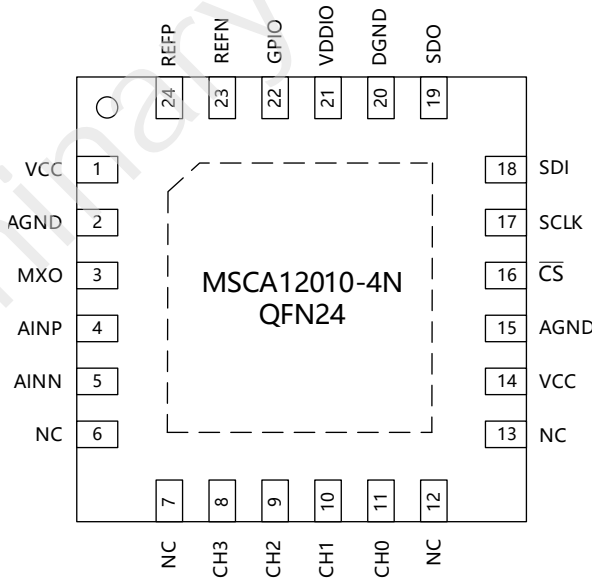 REFP
REFN
GPIO
VDDIO
DGND
SDO
24
23
22
21
20
19
VCC 1
AGND 2
MXO 3
AINP 4
AINN 5
NC 6
18 SDI
17 SCLK
16 C̅S̅
15 AGND
14 VCC
13 NC
MSCA12010-4N
QFN24
7
8
9
10
11
12
NC
CH3
CH2
CH1
CH0
NC